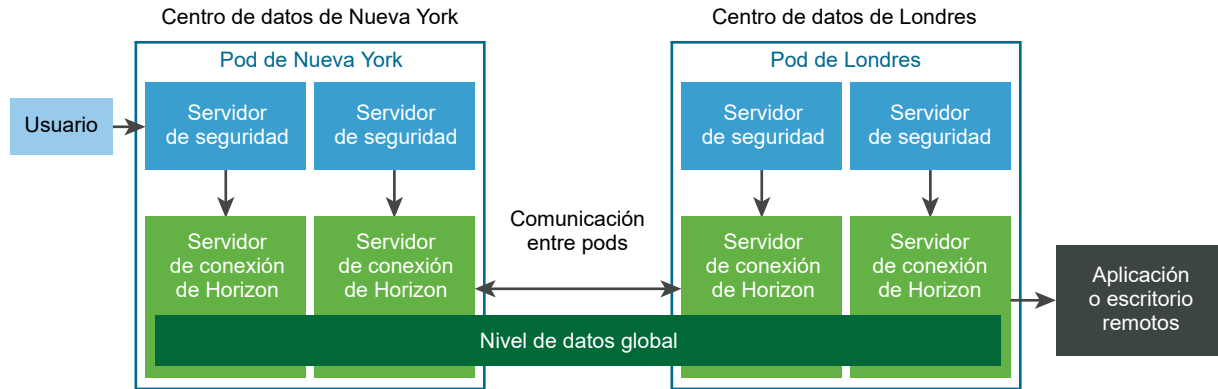 Centro de datos de Nueva York
Centro de datos de Londres
Pod de Nueva York
Pod de Londres
Usuario
Servidor
de seguridad
Servidor
de seguridad
Servidor
de seguridad
Servidor
de seguridad
Comunicación
entre pods
Servidor
de conexión
de Horizon
Servidor
de conexión
de Horizon
Servidor
de conexión
de Horizon
Servidor
de conexión
de Horizon
Aplicación
o escritorio
remotos
Nivel de datos global